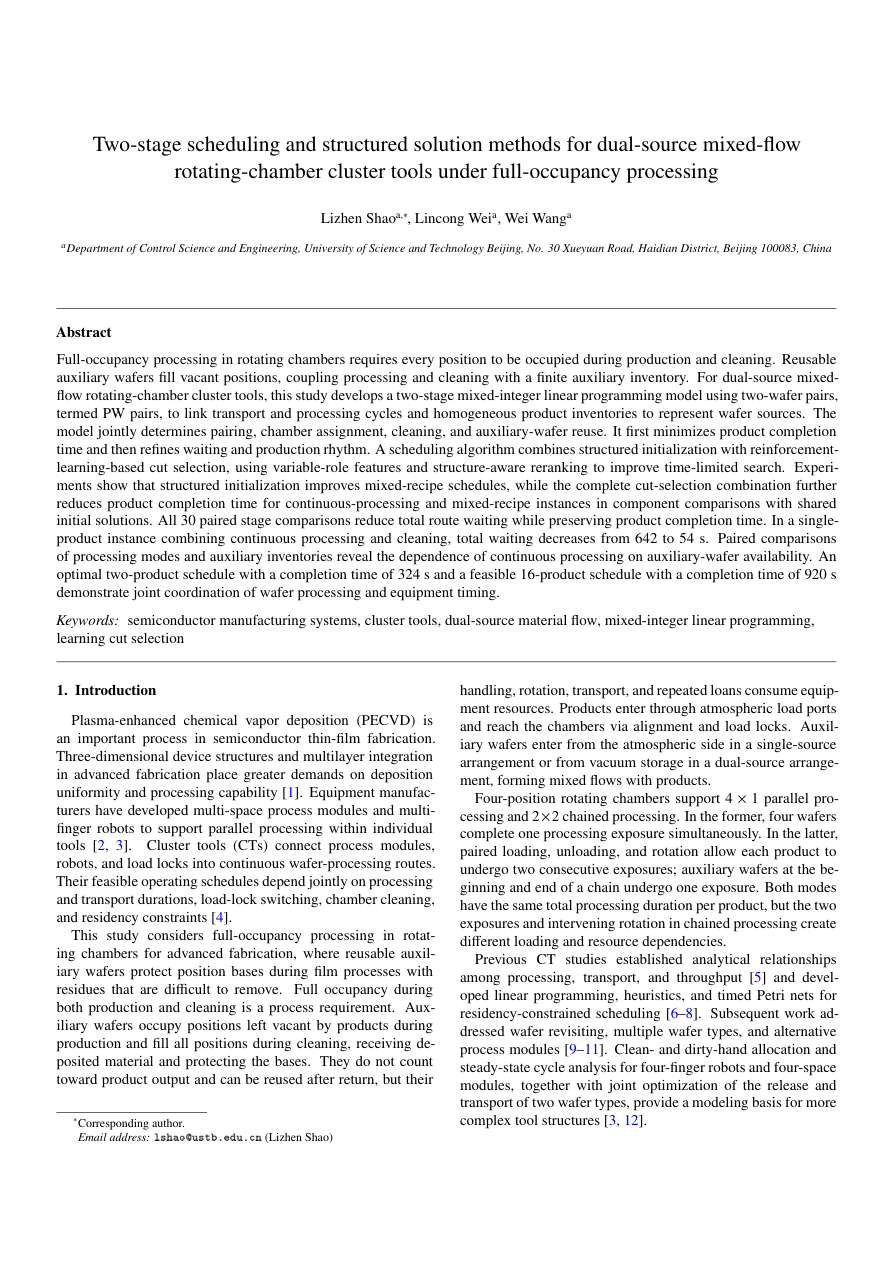 Two-stage scheduling and structured solution methods for dual-source mixed-flow
rotating-chamber cluster tools under full-occupancy processing
Lizhen Shaoᵃ,*, Lincong Weiᵃ, Wei Wangᵃ
ᵃDepartment of Control Science and Engineering, University of Science and Technology Beijing, No. 30 Xueyuan Road, Haidian District, Beijing 100083, China
Abstract
Full-occupancy processing in rotating chambers requires every position to be occupied during production and cleaning. Reusable
auxiliary wafers fill vacant positions, coupling processing and cleaning with a finite auxiliary inventory. For dual-source mixed-
flow rotating-chamber cluster tools, this study develops a two-stage mixed-integer linear programming model using two-wafer pairs,
termed PW pairs, to link transport and processing cycles and homogeneous product inventories to represent wafer sources. The
model jointly determines pairing, chamber assignment, cleaning, and auxiliary-wafer reuse. It first minimizes product completion
time and then refines waiting and production rhythm. A scheduling algorithm combines structured initialization with reinforcement-
learning-based cut selection, using variable-role features and structure-aware reranking to improve time-limited search. Experi-
ments show that structured initialization improves mixed-recipe schedules, while the complete cut-selection combination further
reduces product completion time for continuous-processing and mixed-recipe instances in component comparisons with shared
initial solutions. All 30 paired stage comparisons reduce total route waiting while preserving product completion time. In a single-
product instance combining continuous processing and cleaning, total waiting decreases from 642 to 54 s. Paired comparisons
of processing modes and auxiliary inventories reveal the dependence of continuous processing on auxiliary-wafer availability. An
optimal two-product schedule with a completion time of 324 s and a feasible 16-product schedule with a completion time of 920 s
demonstrate joint coordination of wafer processing and equipment timing.
Keywords: semiconductor manufacturing systems, cluster tools, dual-source material flow, mixed-integer linear programming,
learning cut selection
1. Introduction
Plasma-enhanced chemical vapor deposition (PECVD) is
an important process in semiconductor thin-film fabrication.
Three-dimensional device structures and multilayer integration
in advanced fabrication place greater demands on deposition
uniformity and processing capability [1]. Equipment manufac-
turers have developed multi-space process modules and multi-
finger robots to support parallel processing within individual
tools [2, 3]. Cluster tools (CTs) connect process modules,
robots, and load locks into continuous wafer-processing routes.
Their feasible operating schedules depend jointly on processing
and transport durations, load-lock switching, chamber cleaning,
and residency constraints [4].
This study considers full-occupancy processing in rotat-
ing chambers for advanced fabrication, where reusable auxil-
iary wafers protect position bases during film processes with
residues that are difficult to remove. Full occupancy during
both production and cleaning is a process requirement. Aux-
iliary wafers occupy positions left vacant by products during
production and fill all positions during cleaning, receiving de-
posited material and protecting the bases. They do not count
toward product output and can be reused after return, but their
*Corresponding author.
Email address: lshao@ustb.edu.cn (Lizhen Shao)
handling, rotation, transport, and repeated loans consume equip-
ment resources. Products enter through atmospheric load ports
and reach the chambers via alignment and load locks. Auxil-
iary wafers enter from the atmospheric side in a single-source
arrangement or from vacuum storage in a dual-source arrange-
ment, forming mixed flows with products.
Four-position rotating chambers support 4 × 1 parallel pro-
cessing and 2×2 chained processing. In the former, four wafers
complete one processing exposure simultaneously. In the latter,
paired loading, unloading, and rotation allow each product to
undergo two consecutive exposures; auxiliary wafers at the be-
ginning and end of a chain undergo one exposure. Both modes
have the same total processing duration per product, but the two
exposures and intervening rotation in chained processing create
different loading and resource dependencies.
Previous CT studies established analytical relationships
among processing, transport, and throughput [5] and devel-
oped linear programming, heuristics, and timed Petri nets for
residency-constrained scheduling [6–8]. Subsequent work ad-
dressed wafer revisiting, multiple wafer types, and alternative
process modules [9–11]. Clean- and dirty-hand allocation and
steady-state cycle analysis for four-finger robots and four-space
modules, together with joint optimization of the release and
transport of two wafer types, provide a modeling basis for more
complex tool structures [3, 12].